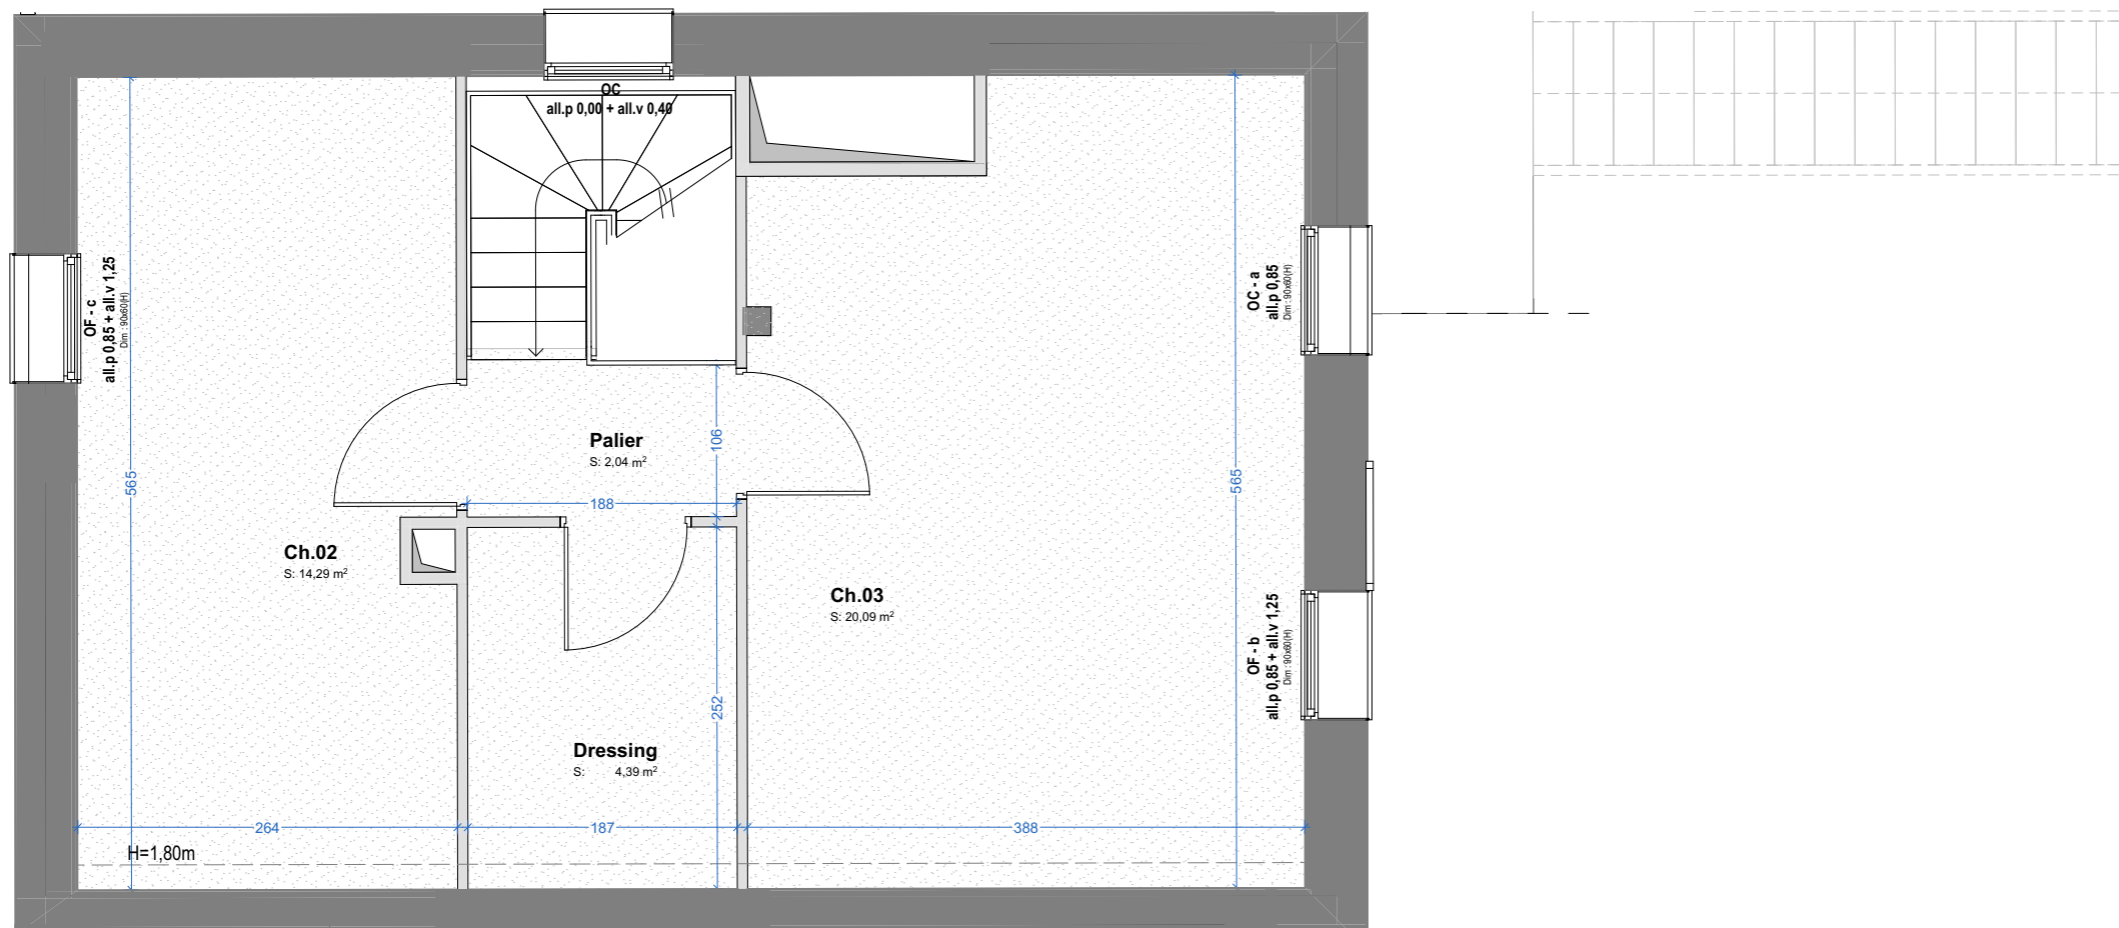 OC
all.p 0,00 + all.v 0,40
OF - c
all.p 0,85 + all.v 1,25
Dim : 90x60(H)
OC - a
all.p 0,85
Dim : 90x60(H)
565
Palier
S: 2,04 m²
106
565
188
Ch.02
S: 14,29 m²
Ch.03
S: 20,09 m²
OF - b
all.p 0,85 + all.v 1,25
Dim : 90x60(H)
252
Dressing
S: 4,39 m²
264
187
388
H=1,80m